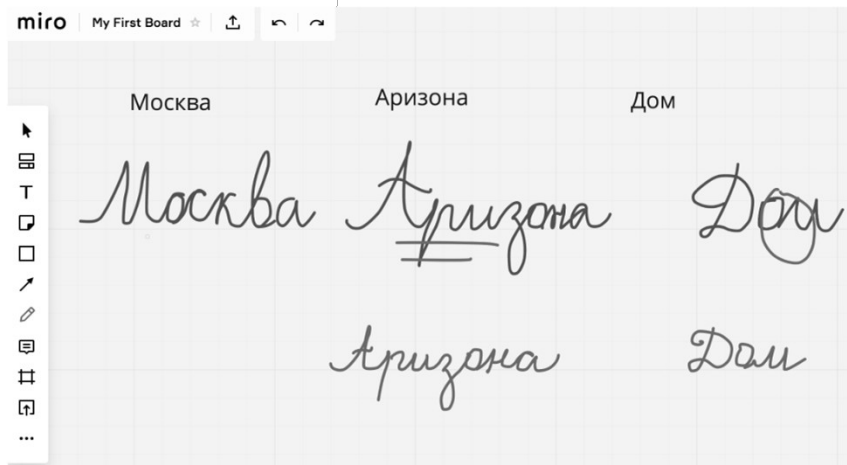 miro My First Board
Москва Аризона Дом
T
Москва Аризона Дом
Аризона Дом